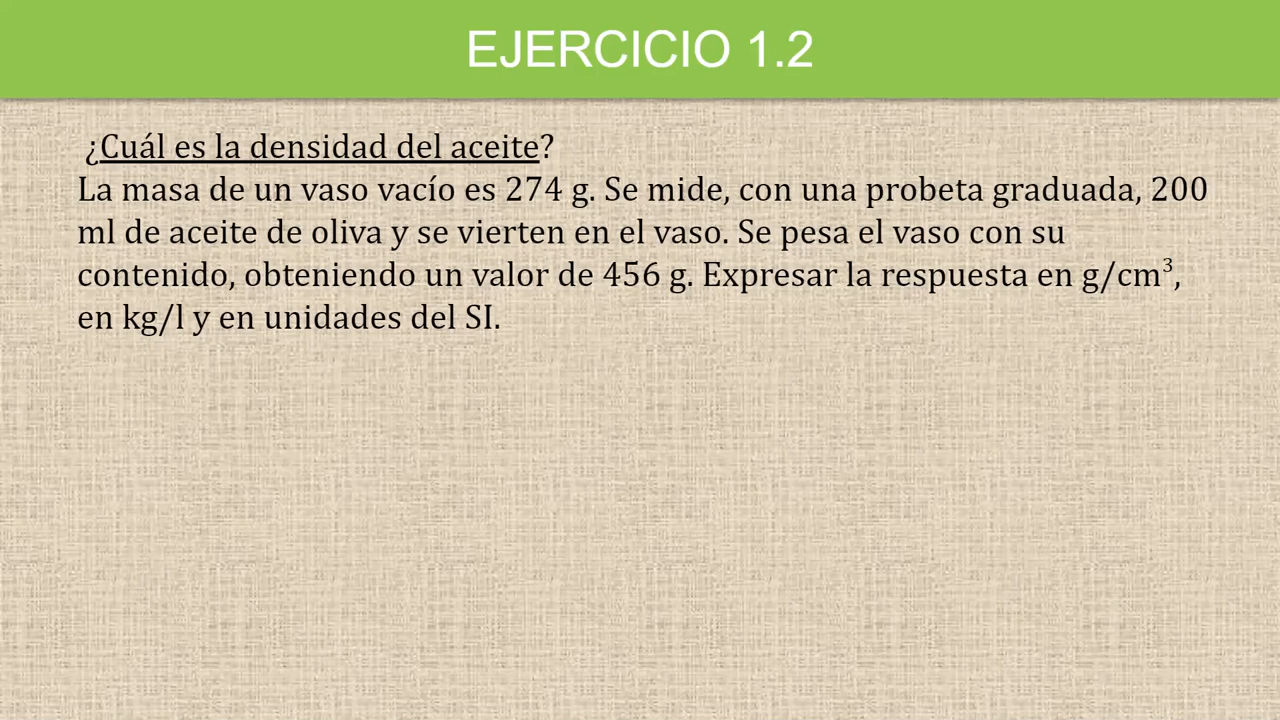 EJERCICIO 1.2
¿Cuál es la densidad del aceite?
La masa de un vaso vacío es 274 g. Se mide, con una probeta graduada, 200
ml de aceite de oliva y se vierten en el vaso. Se pesa el vaso con su
contenido, obteniendo un valor de 456 g. Expresar la respuesta en g/cm³,
en kg/l y en unidades del SI.